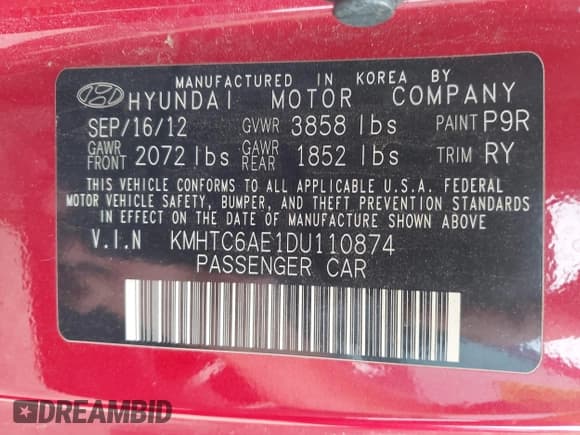 MANUFACTURED IN KOREA BY
HYUNDAI MOTOR COMPANY
SEP/16/12 GVWR 3858 lbs PAINT P9R
GAWR FRONT 2072 lbs GAWR REAR 1852 lbs TRIM RY
THIS VEHICLE CONFORMS TO ALL APPLICABLE U.S.A. FEDERAL
MOTOR VEHICLE SAFETY, BUMPER, AND THEFT PREVENTION STANDARDS
IN EFFECT ON THE DATE OF MANUFACTURE SHOWN ABOVE
V.I.N KMHTC6AE1DU110874
PASSENGER CAR
DREAMBID